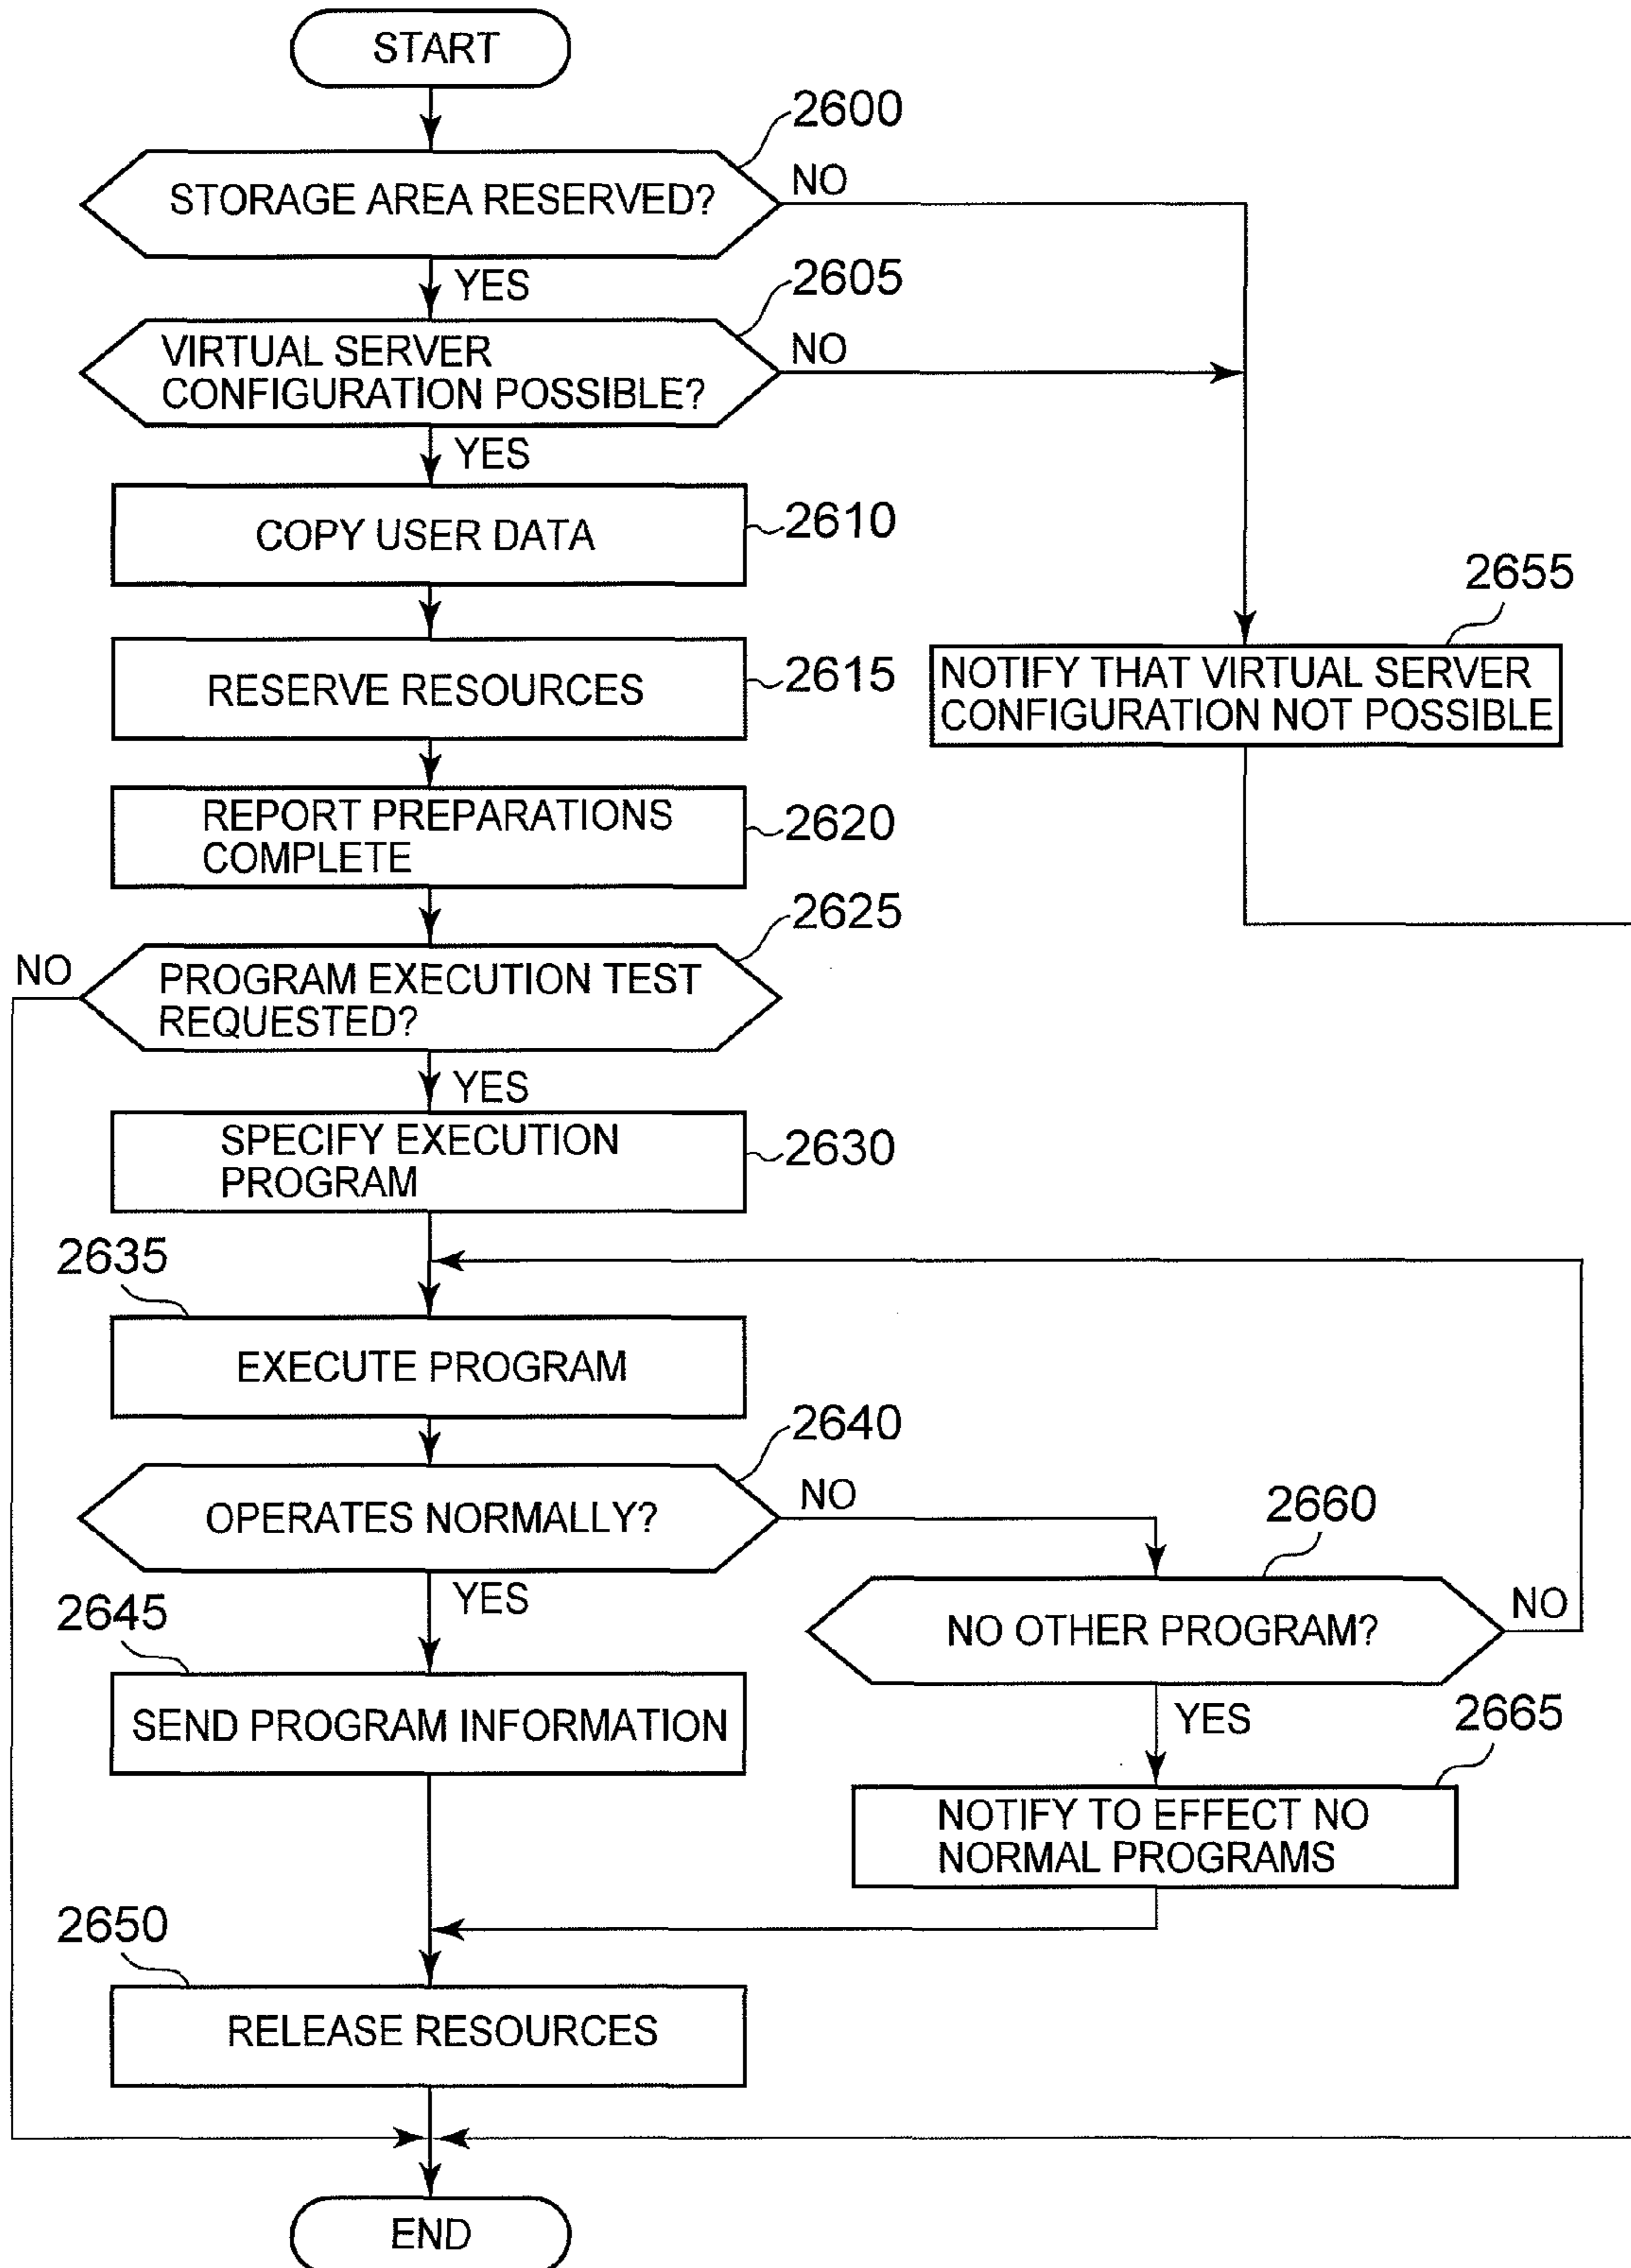 START
2600
STORAGE AREA RESERVED?
NO
YES
2605
VIRTUAL SERVER
CONFIGURATION POSSIBLE?
NO
YES
COPY USER DATA
2610
2655
NOTIFY THAT VIRTUAL SERVER
CONFIGURATION NOT POSSIBLE
RESERVE RESOURCES
2615
REPORT PREPARATIONS
COMPLETE
2620
2625
NO
PROGRAM EXECUTION TEST
REQUESTED?
YES
SPECIFY EXECUTION
PROGRAM
2630
2635
EXECUTE PROGRAM
2640
OPERATES NORMALLY?
NO
YES
2660
NO OTHER PROGRAM?
NO
YES
2645
SEND PROGRAM INFORMATION
2665
NOTIFY TO EFFECT NO
NORMAL PROGRAMS
2650
RELEASE RESOURCES
END